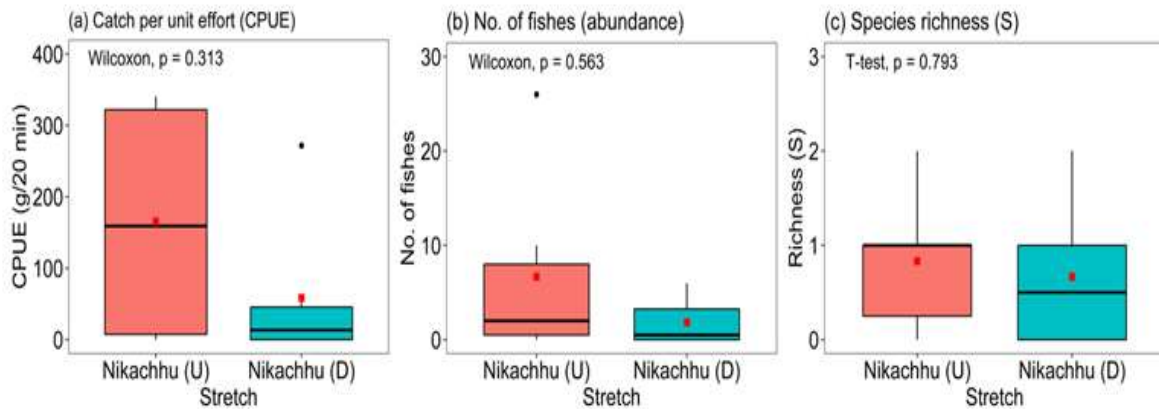 (a) Catch per unit effort (CPUE)
Wilcoxon, p = 0.313
CPUE (g/20 min)
400
300
200
100
0
Nikachhu (U) Nikachhu (D)
Stretch
(b) No. of fishes (abundance)
Wilcoxon, p = 0.563
No. of fishes
30
20
10
0
Nikachhu (U) Nikachhu (D)
Stretch
(c) Species richness (S)
T-test, p = 0.793
Richness (S)
3
2
1
0
Nikachhu (U) Nikachhu (D)
Stretch